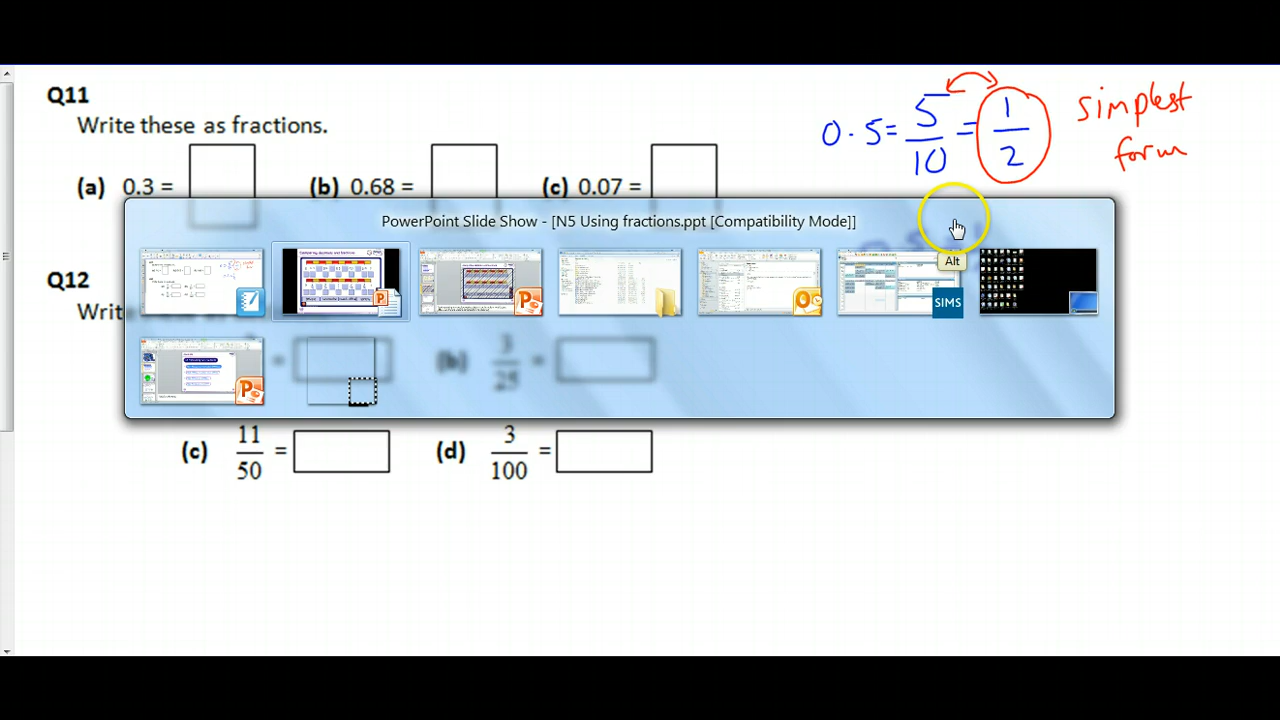 Q11
Write these as fractions.
(a) 0.3 =
(b) 0.68 =
(c) 0.07 =
0.5 = 5/10 = 1/2
simplest
form
PowerPoint Slide Show - [N5 Using fractions.ppt [Compatibility Mode]]
Alt
SIMS
Q12
Write
= (b) 3/25 =
(c) 11/50 =
(d) 3/100 =